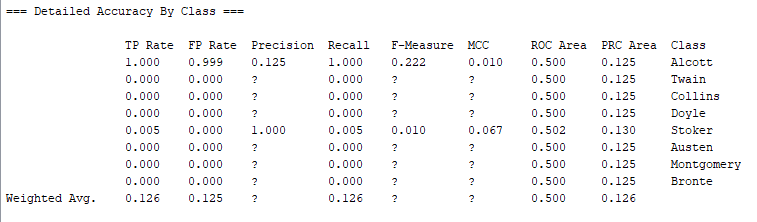 === Detailed Accuracy By Class ===
TP Rate FP Rate Precision Recall F-Measure MCC ROC Area PRC Area Class
1.000 0.999 0.125 1.000 0.222 0.010 0.500 0.125 Alcott
0.000 0.000 ? 0.000 ? ? 0.500 0.125 Twain
0.000 0.000 ? 0.000 ? ? 0.500 0.125 Collins
0.000 0.000 ? 0.000 ? ? 0.500 0.125 Doyle
0.005 0.000 1.000 0.005 0.010 0.067 0.502 0.130 Stoker
0.000 0.000 ? 0.000 ? ? 0.500 0.125 Austen
0.000 0.000 ? 0.000 ? ? 0.500 0.125 Montgomery
0.000 0.000 ? 0.000 ? ? 0.500 0.125 Bronte
Weighted Avg. 0.126 0.125 ? 0.126 ? ? 0.500 0.126